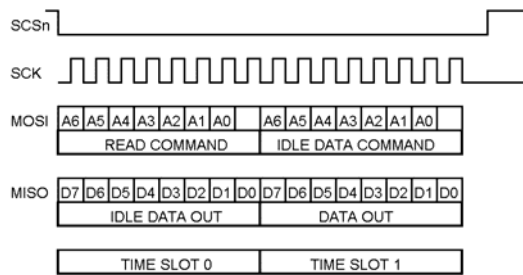 SCSn
SCK
MOSI A6 A5 A4 A3 A2 A1 A0 A6 A5 A4 A3 A2 A1 A0
READ COMMAND IDLE DATA COMMAND
MISO D7 D6 D5 D4 D3 D2 D1 D0 D7 D6 D5 D4 D3 D2 D1 D0
IDLE DATA OUT DATA OUT
TIME SLOT 0 TIME SLOT 1